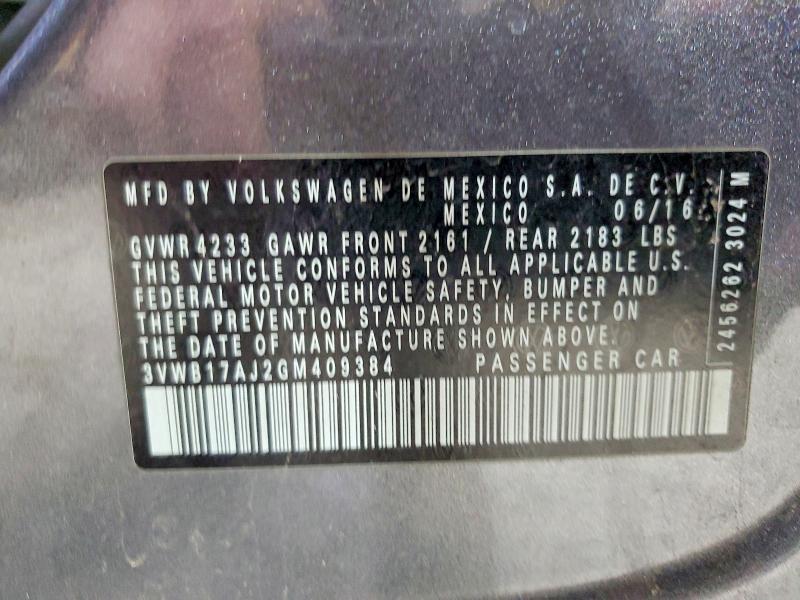 MFD BY VOLKSWAGEN DE MEXICO S.A. DE C.V.
MEXICO 06/16
GVWR 4233 GAWR FRONT 2161 / REAR 2183 LBS
THIS VEHICLE CONFORMS TO ALL APPLICABLE U.S.
FEDERAL MOTOR VEHICLE SAFETY, BUMPER AND
THEFT PREVENTION STANDARDS IN EFFECT ON
THE DATE OF MANUFACTURE SHOWN ABOVE.
3VWB17AJ2GM409384 PASSENGER CAR
2456262 3024 M